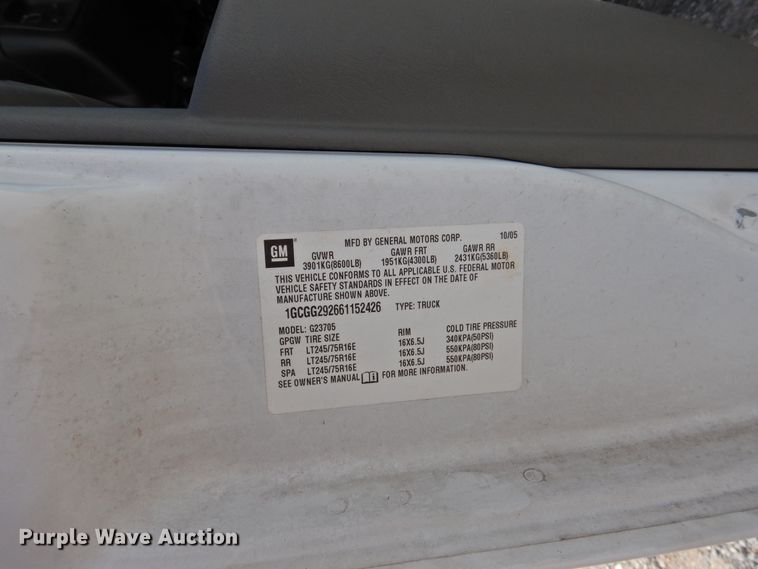 GM
MFD BY GENERAL MOTORS CORP. 10/05
GVWR GAWR FRT GAWR RR
3901KG(8600LB) 1951KG(4300LB) 2431KG(5360LB)
THIS VEHICLE CONFORMS TO ALL APPLICABLE U.S. FEDERAL MOTOR
VEHICLE SAFETY STANDARDS IN EFFECT ON THE DATE OF
MANUFACTURE SHOWN ABOVE.
1GCGG292661152426 TYPE: TRUCK
MODEL: G23705
GPGW TIRE SIZE RIM COLD TIRE PRESSURE
FRT LT245/75R16E 16X6.5J 340KPA(50PSI)
RR LT245/75R16E 16X6.5J 550KPA(80PSI)
SPA LT245/75R16E 16X6.5J 550KPA(80PSI)
SEE OWNER'S MANUAL FOR MORE INFORMATION.
Purple Wave Auction